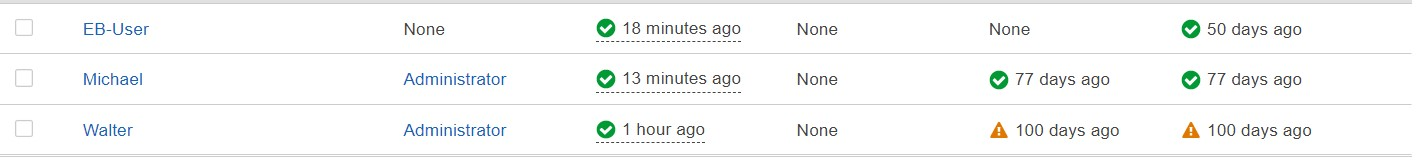 EB-User None 18 minutes ago None None 50 days ago
Michael Administrator 13 minutes ago None 77 days ago 77 days ago
Walter Administrator 1 hour ago None 100 days ago 100 days ago